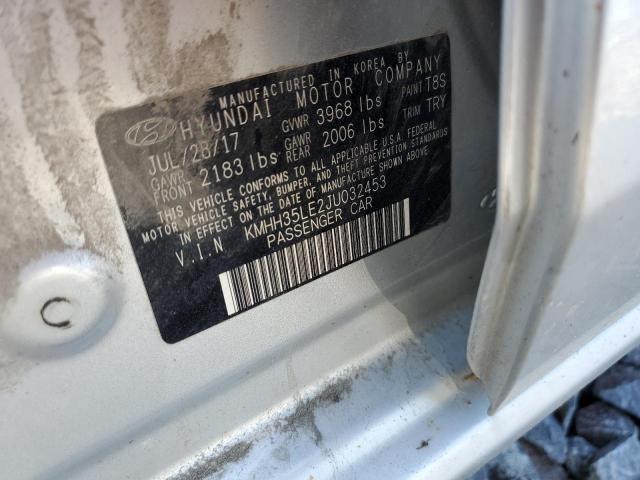 MANUFACTURED IN KOREA BY
HYUNDAI MOTOR COMPANY
JUL/28/17 GVWR 3968 lbs PAINT T8S
GAWR FRONT 2183 lbs GAWR REAR 2006 lbs TRIM TRY
THIS VEHICLE CONFORMS TO ALL APPLICABLE U.S.A. FEDERAL
MOTOR VEHICLE SAFETY, BUMPER, AND THEFT PREVENTION STANDARDS
IN EFFECT ON THE DATE OF MANUFACTURE SHOWN ABOVE.
V.I.N KMHH35LE2JU032453
PASSENGER CAR
C